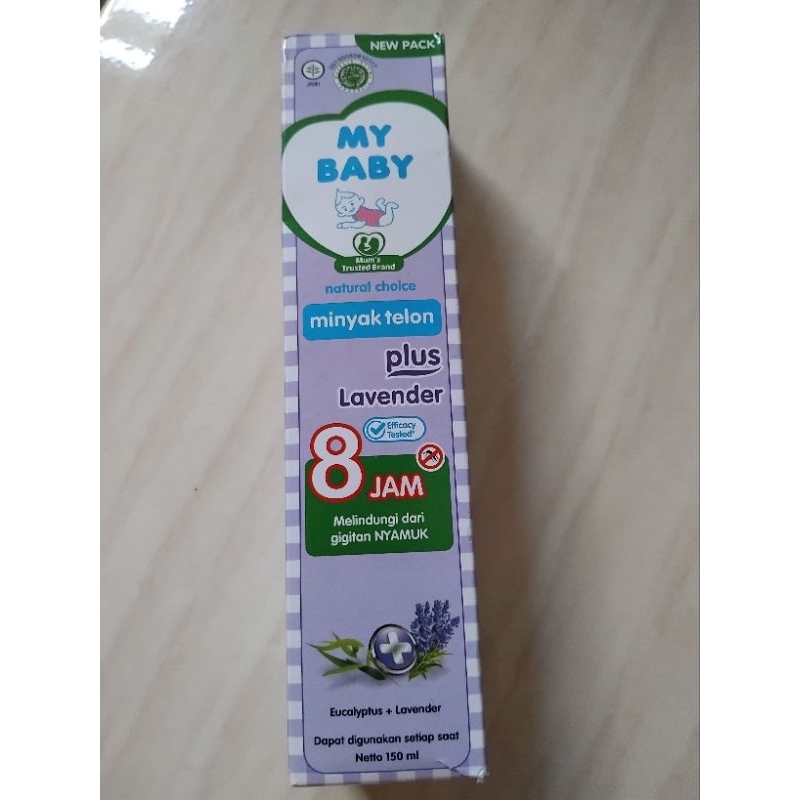 NEW PACK
JAMU
MY
BABY
Mum's
Trusted Brand
natural choice
minyak telon
plus
Lavender
Efficacy
Tested*
8
JAM
Melindungi dari
gigitan NYAMUK
Eucalyptus + Lavender
Dapat digunakan setiap saat
Netto 150 ml